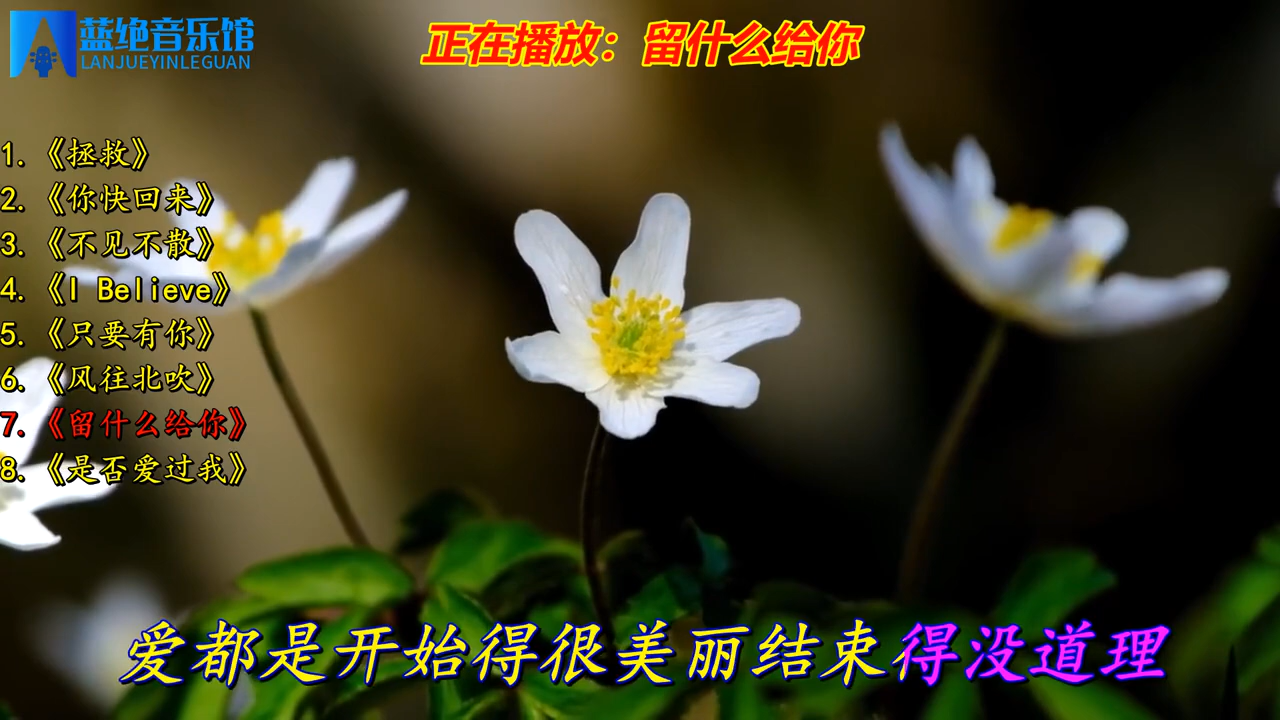 蓝绝音乐馆
LANJUEYINLEGUAN
正在播放：留什么给你
1.《拯救》
2.《你快回来》
3.《不见不散》
4.《I Believe》
5.《只要有你》
6.《风往北吹》
7.《留什么给你》
8.《是否爱过我》
爱都是开始得很美丽结束得没道理